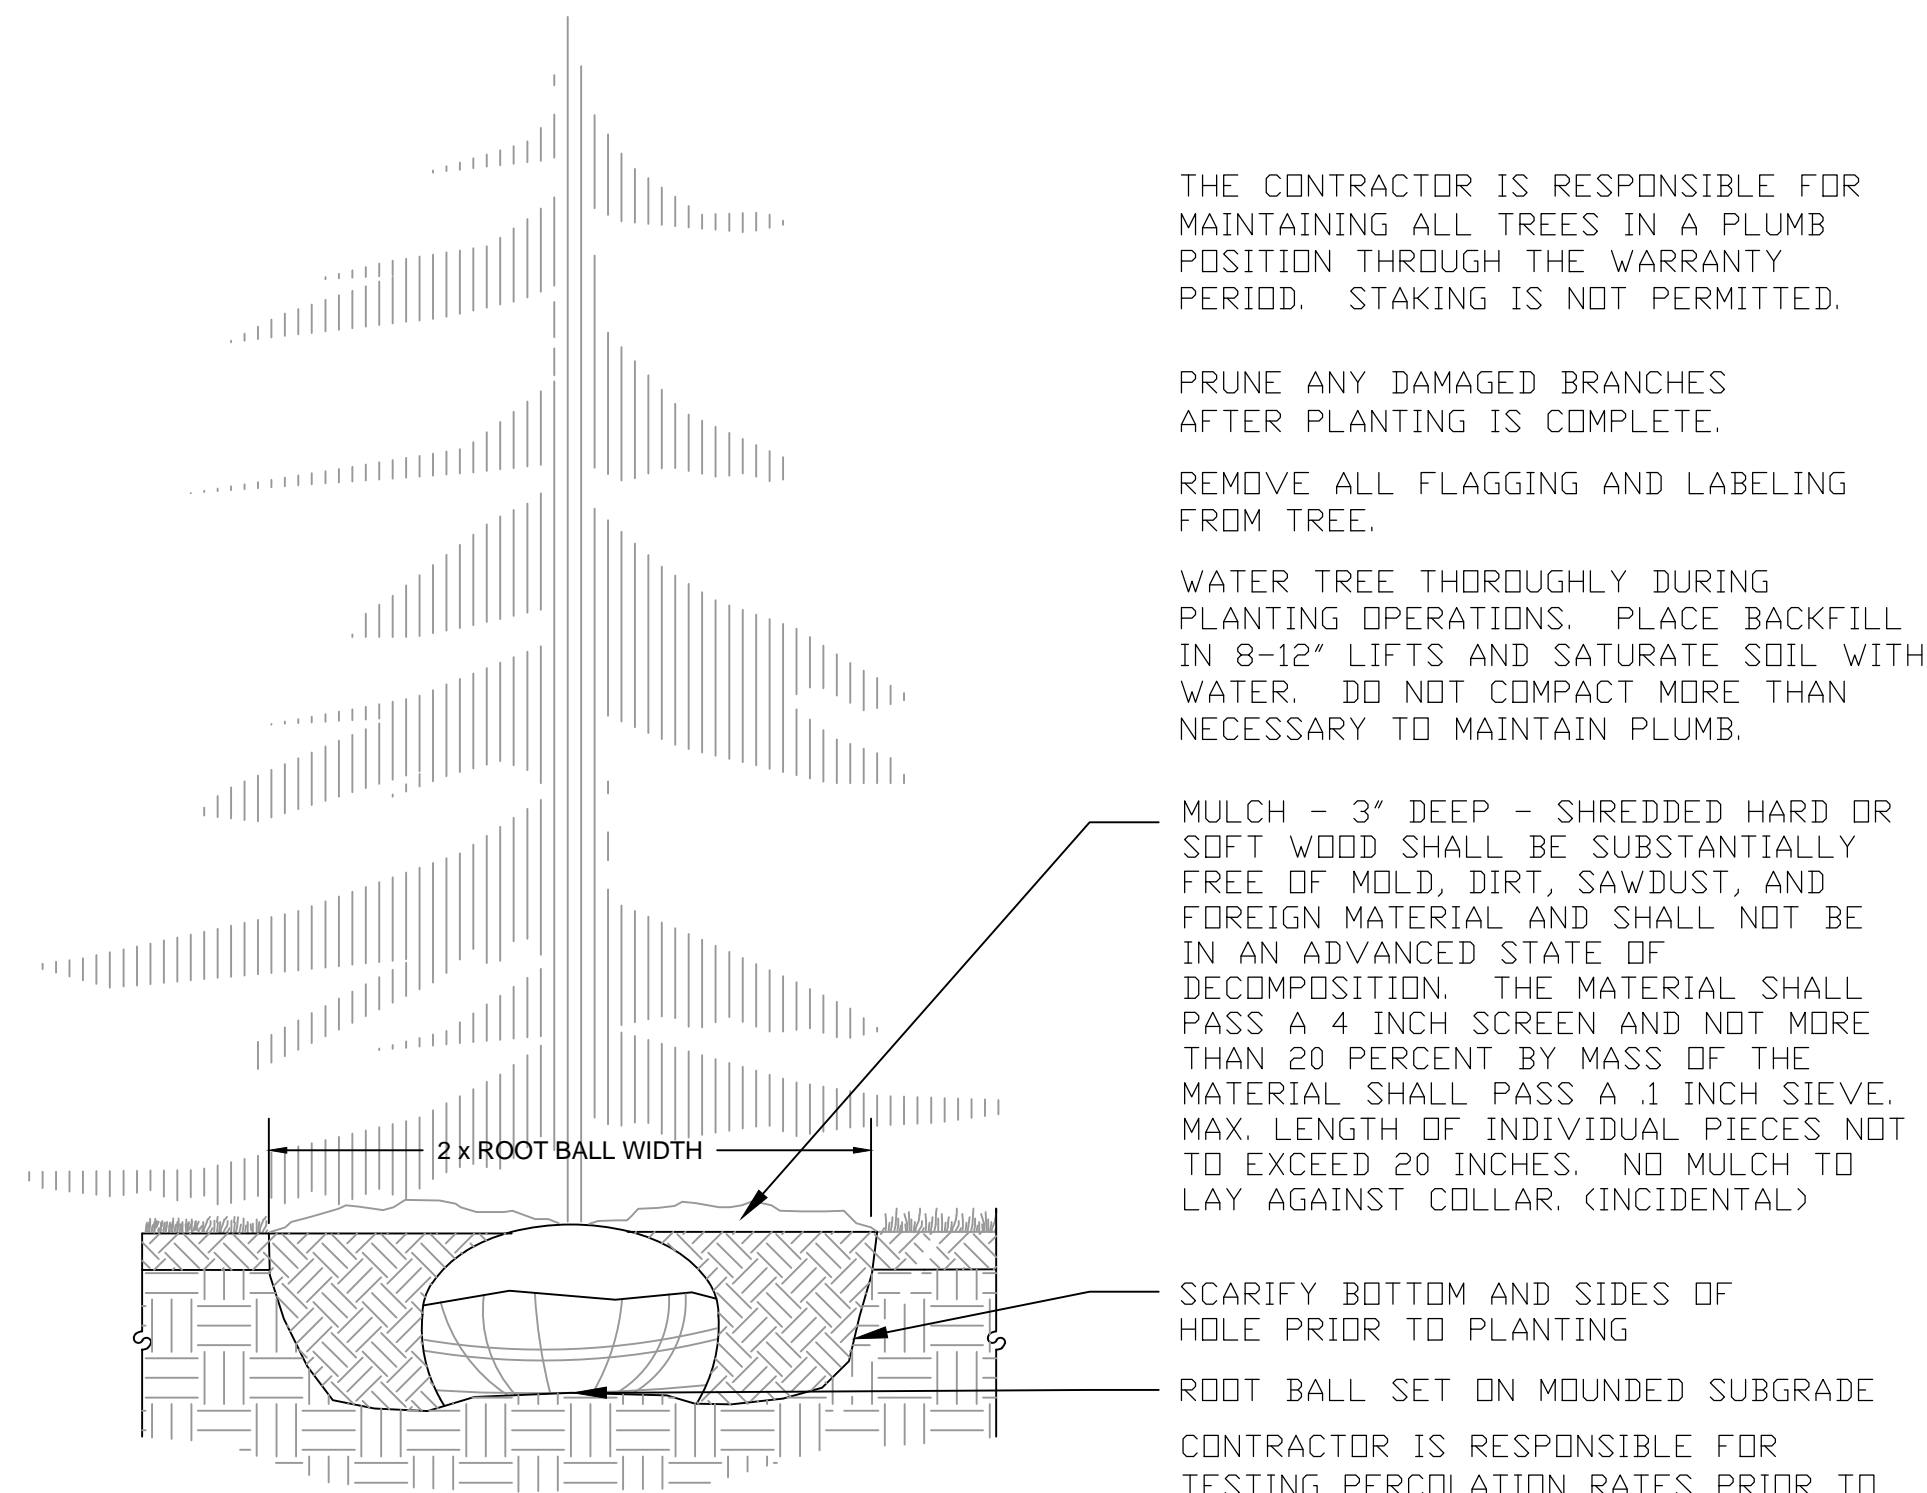 THE CONTRACTOR IS RESPONSIBLE FOR
MAINTAINING ALL TREES IN A PLUMB
POSITION THROUGH THE WARRANTY
PERIOD. STAKING IS NOT PERMITTED.
PRUNE ANY DAMAGED BRANCHES
AFTER PLANTING IS COMPLETE.
REMOVE ALL FLAGGING AND LABELING
FROM TREE.
WATER TREE THOROUGHLY DURING
PLANTING OPERATIONS. PLACE BACKFILL
IN 8-12" LIFTS AND SATURATE SOIL WITH
WATER. DO NOT COMPACT MORE THAN
NECESSARY TO MAINTAIN PLUMB.
MULCH - 3" DEEP - SHREDDED HARD OR
SOFT WOOD SHALL BE SUBSTANTIALLY
FREE OF MOLD, DIRT, SAWDUST, AND
FOREIGN MATERIAL AND SHALL NOT BE
IN AN ADVANCED STATE OF
DECOMPOSITION. THE MATERIAL SHALL
PASS A 4 INCH SCREEN AND NOT MORE
THAN 20 PERCENT BY MASS OF THE
MATERIAL SHALL PASS A .1 INCH SIEVE.
MAX. LENGTH OF INDIVIDUAL PIECES NOT
TO EXCEED 20 INCHES. NO MULCH TO
LAY AGAINST COLLAR. (INCIDENTAL)
2 x ROOT BALL WIDTH
SCARIFY BOTTOM AND SIDES OF
HOLE PRIOR TO PLANTING
ROOT BALL SET ON MOUNDED SUBGRADE
CONTRACTOR IS RESPONSIBLE FOR
TESTING PERCOLATION RATES PRIOR TO